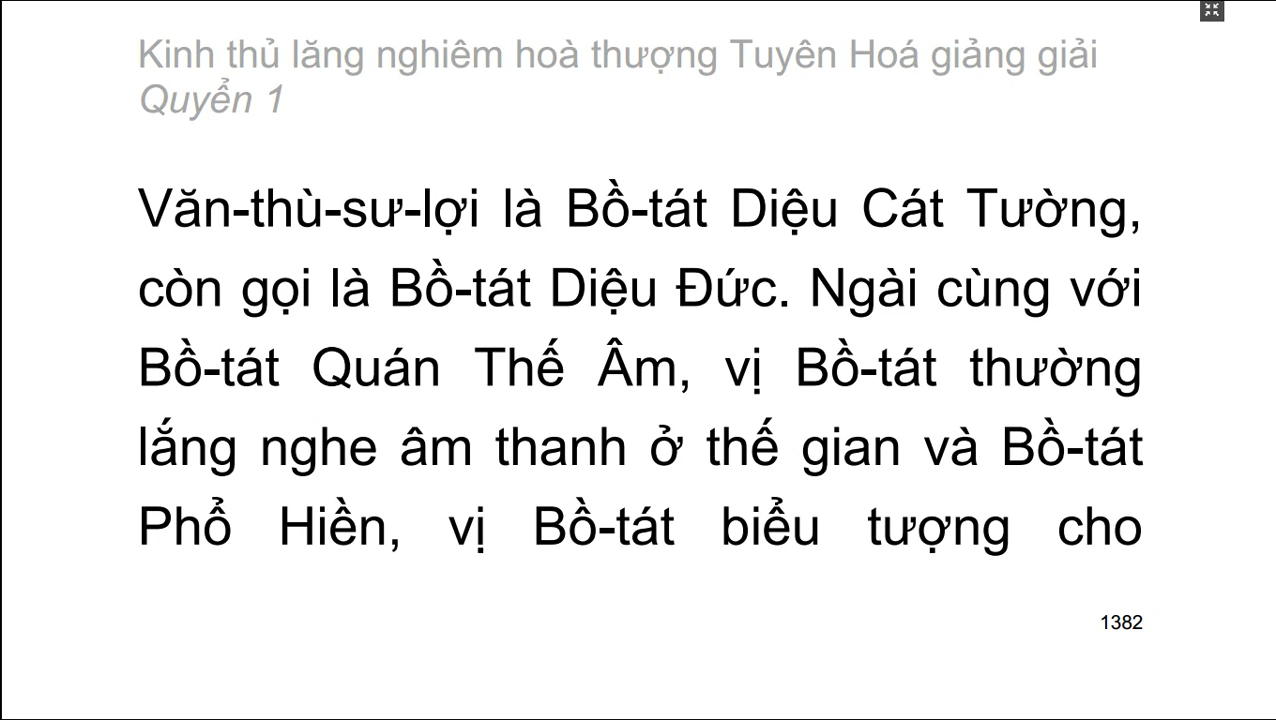 Kinh thủ lăng nghiêm hoà thượng Tuyên Hoá giảng giải
Quyển 1
Văn-thù-sư-lợi là Bồ-tát Diệu Cát Tường,
còn gọi là Bồ-tát Diệu Đức. Ngài cùng với
Bồ-tát Quán Thế Âm, vị Bồ-tát thường
lắng nghe âm thanh ở thế gian và Bồ-tát
Phổ Hiền, vị Bồ-tát biểu tượng cho
1382